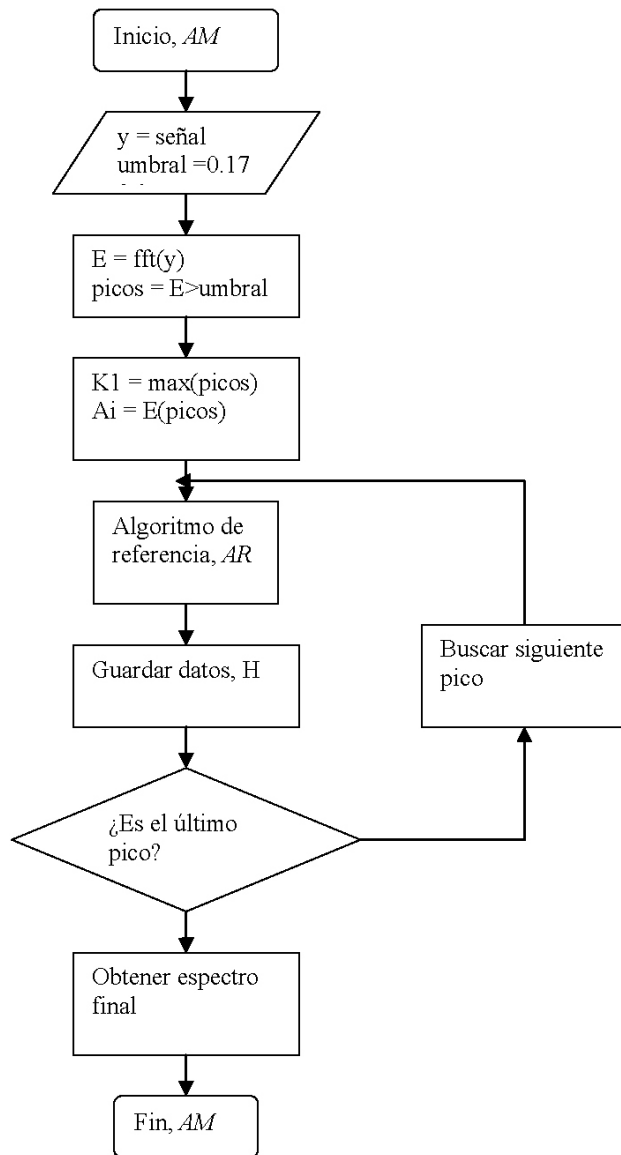 Inicio, AM
y = señal
umbral =0.17
E = fft(y)
picos = E>umbral
K1 = max(picos)
Ai = E(picos)
Algoritmo de
referencia, AR
Guardar datos, H
Buscar siguiente
pico
¿Es el último
pico?
Obtener espectro
final
Fin, AM